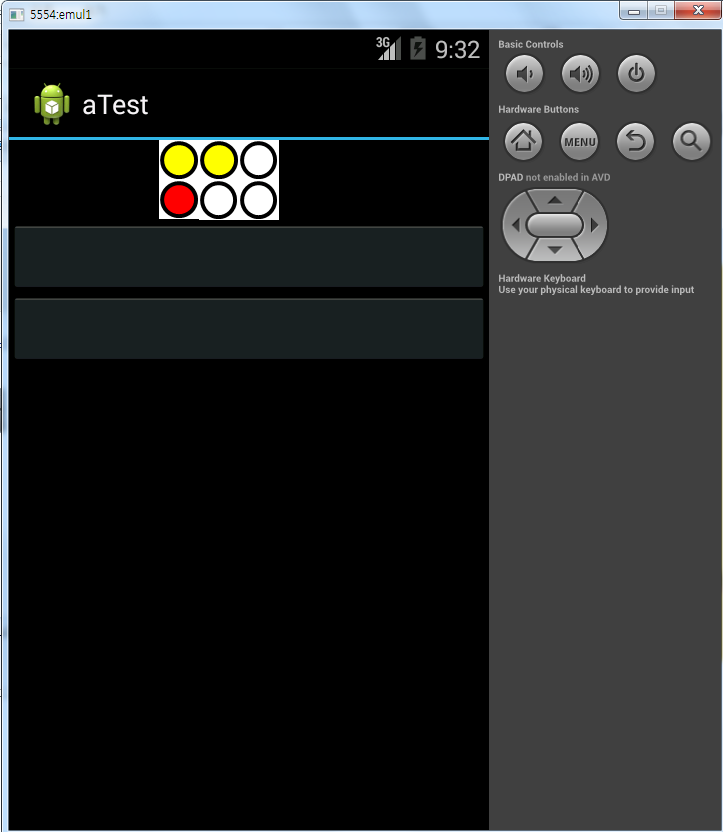 5554:emul1
3G 9:32
aTest
Basic Controls
Hardware Buttons
MENU
DPAD not enabled in AVD
Hardware Keyboard
Use your physical keyboard to provide input